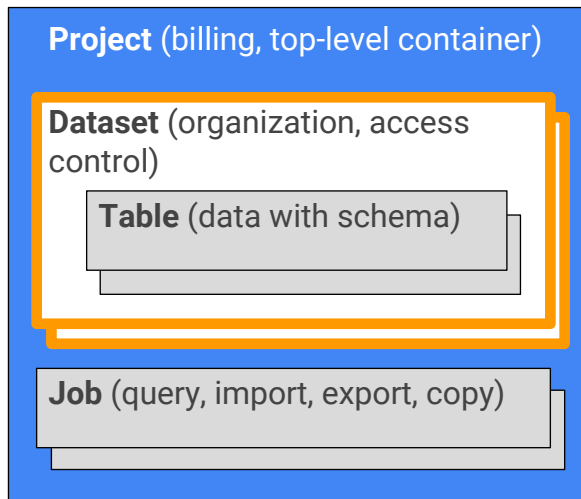 Project (billing, top-level container)
Dataset (organization, access
control)
Table (data with schema)
Job (query, import, export, copy)